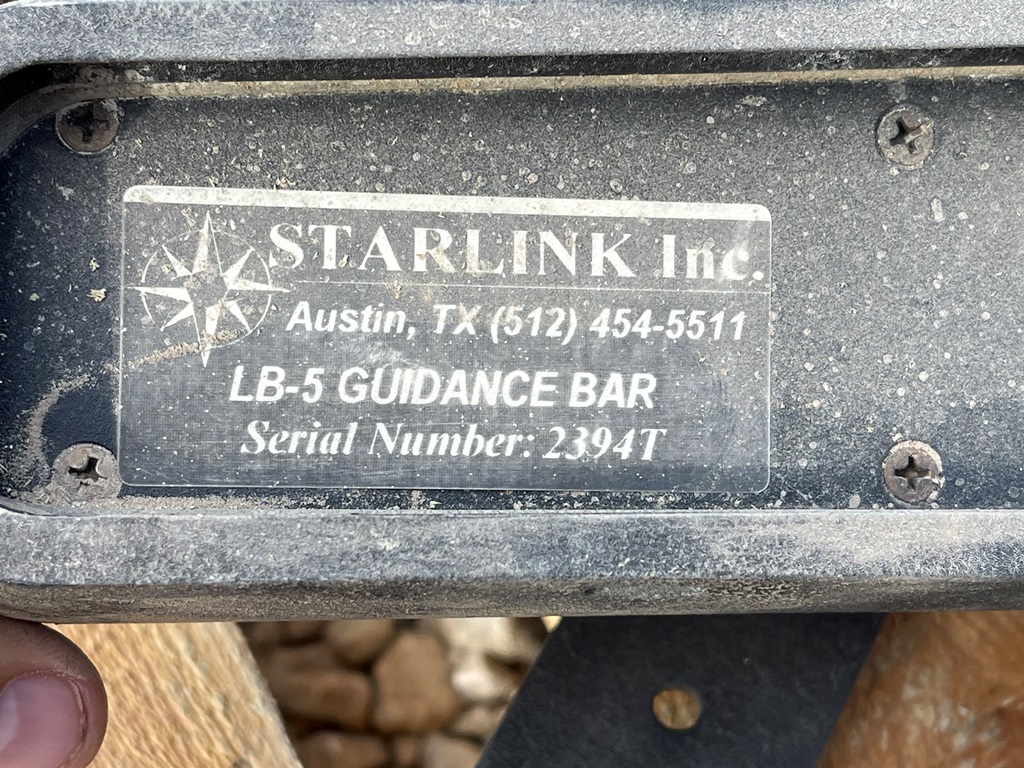 STARLINK Inc.
Austin, TX (512) 454-5511
LB-5 GUIDANCE BAR
Serial Number: 2394T